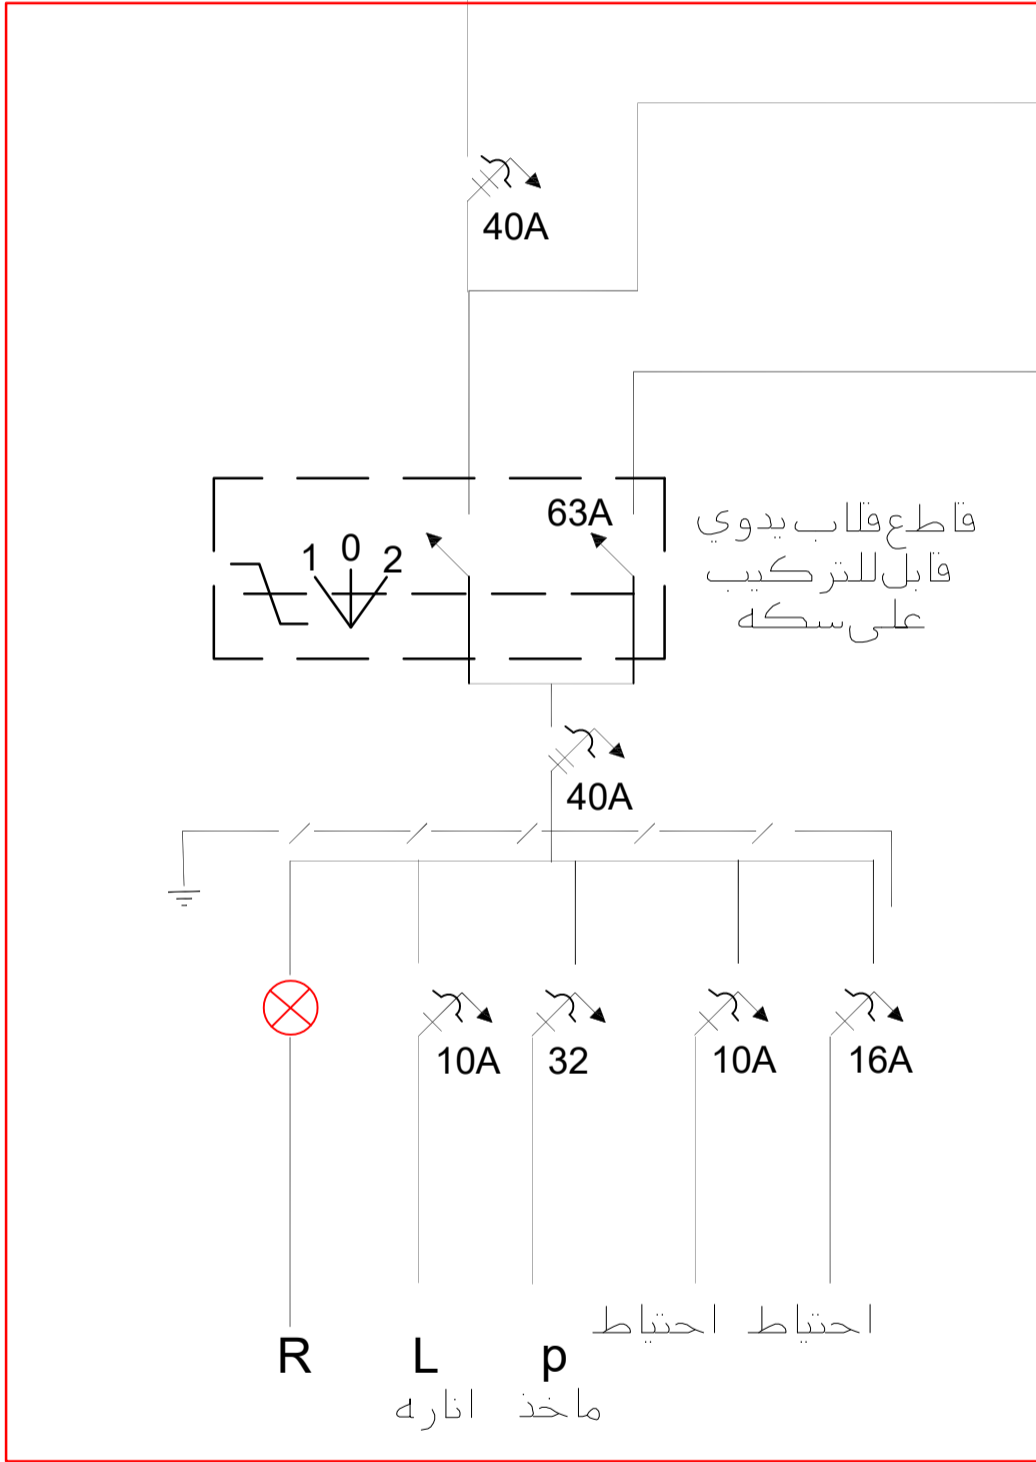 40A
63A
1 0 2
قاطع قلاب يدوي
قابل للتركيب
على سكه
40A
10A
32
10A
16A
احتياط
احتياط
R
L
p
اناره
ماخذ